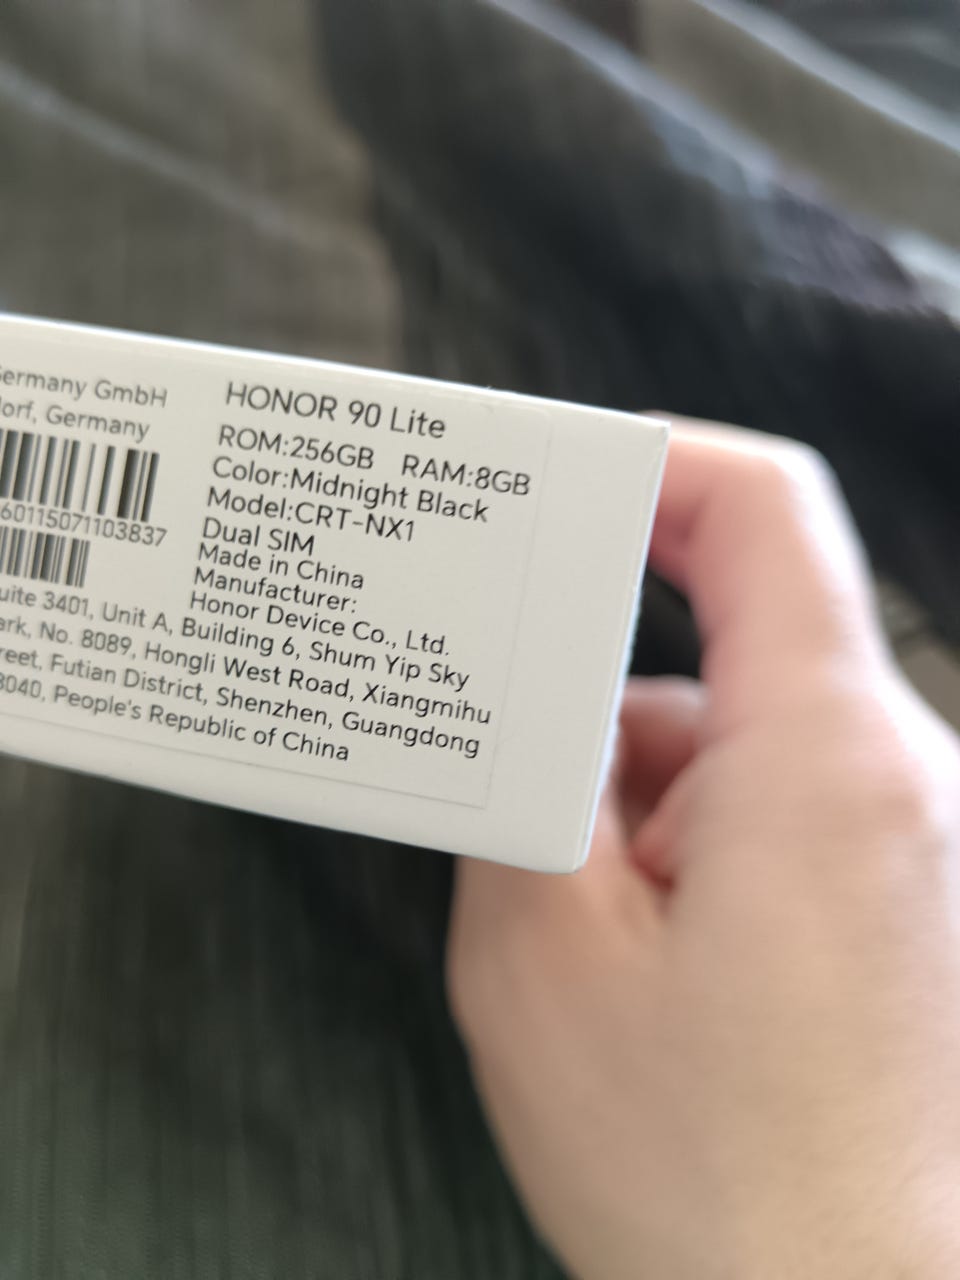 Germany GmbH
dorf, Germany
60115071103837
HONOR 90 Lite
ROM:256GB RAM:8GB
Color:Midnight Black
Model:CRT-NX1
Dual SIM
Made in China
Manufacturer:
Honor Device Co., Ltd.
uite 3401, Unit A, Building 6, Shum Yip Sky
ark, No. 8089, Hongli West Road, Xiangmihu
reet, Futian District, Shenzhen, Guangdong
8040, People's Republic of China